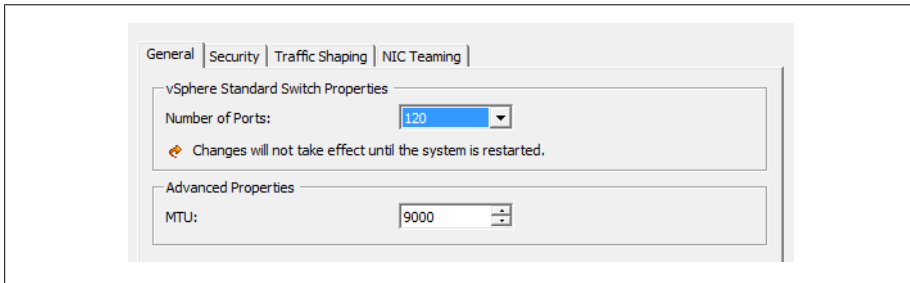 General Security Traffic Shaping NIC Teaming
vSphere Standard Switch Properties
Number of Ports: 120
Changes will not take effect until the system is restarted.
Advanced Properties
MTU: 9000